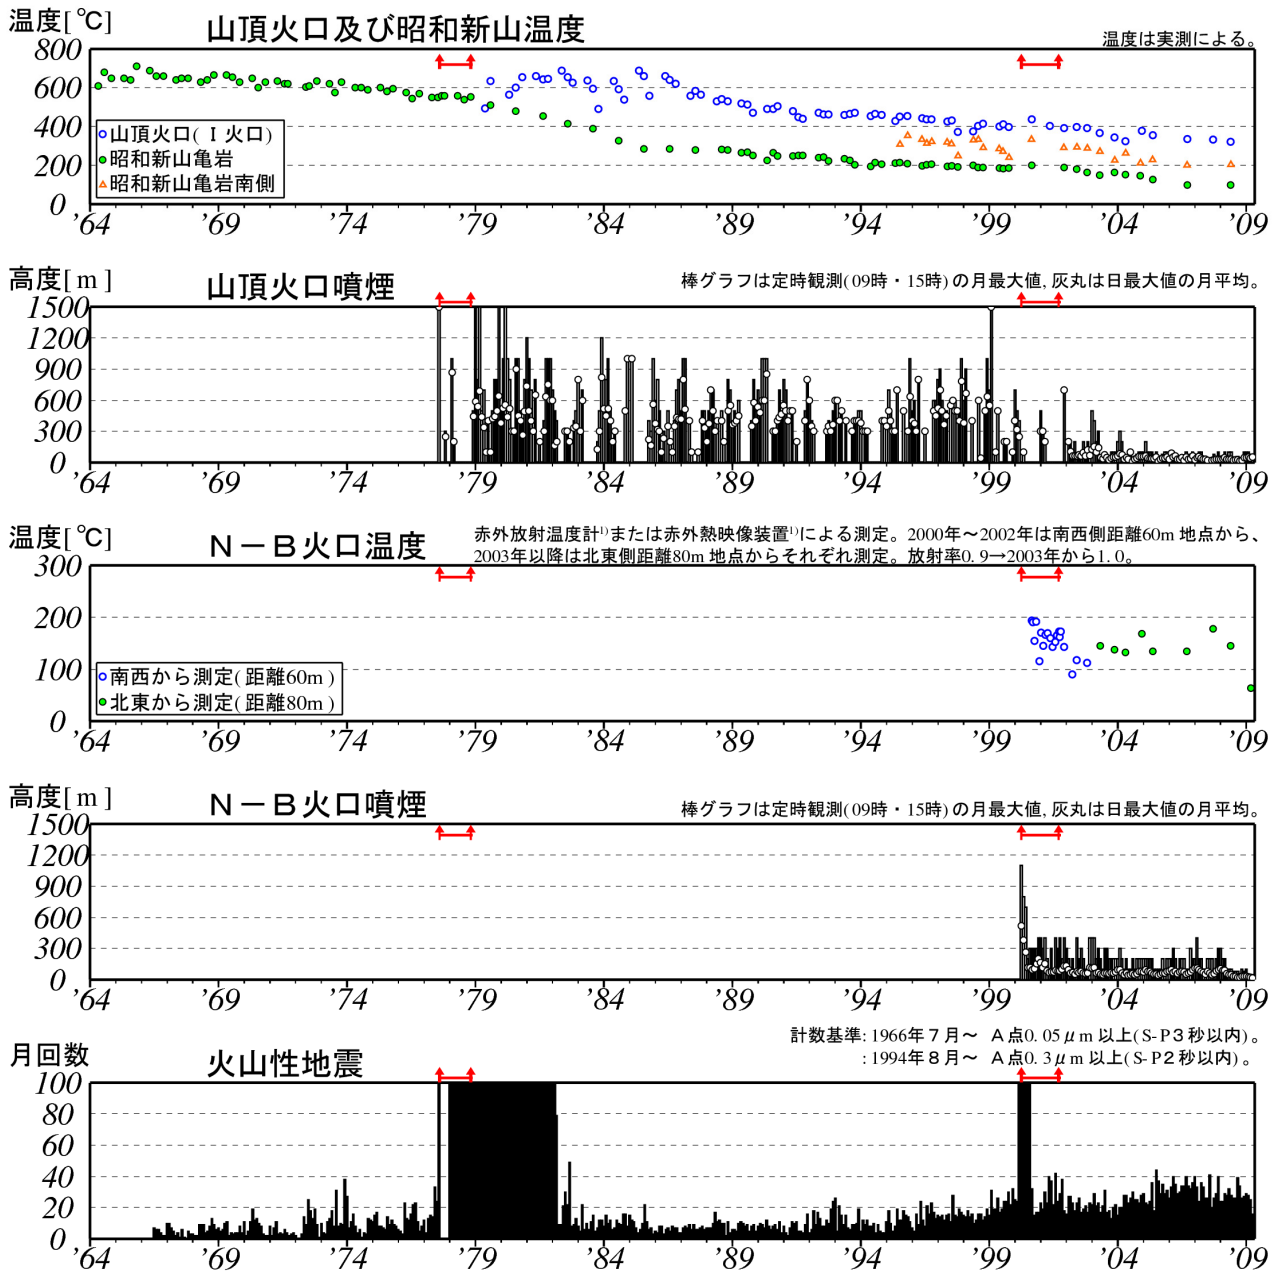 温度[℃]
山頂火口及び昭和新山温度
温度は実測による。
800
600
400
200
0
山頂火口(Ⅰ火口)
昭和新山亀岩
昭和新山亀岩南側
'64 '69 '74 '79 '84 '89 '94 '99 '04 '09
高度[m]
山頂火口噴煙
棒グラフは定時観測(09時・15時)の月最大値,灰丸は日最大値の月平均。
1500
1200
900
600
300
0
'64 '69 '74 '79 '84 '89 '94 '99 '04 '09
温度[℃]
N－B火口温度
赤外放射温度計¹⁾または赤外熱映像装置¹⁾による測定。2000年～2002年は南西側距離60m地点から、
2003年以降は北東側距離80m地点からそれぞれ測定。放射率0.9→2003年から1.0。
300
200
100
0
南西から測定(距離60m)
北東から測定(距離80m)
'64 '69 '74 '79 '84 '89 '94 '99 '04 '09
高度[m]
N－B火口噴煙
棒グラフは定時観測(09時・15時)の月最大値,灰丸は日最大値の月平均。
1500
1200
900
600
300
0
'64 '69 '74 '79 '84 '89 '94 '99 '04 '09
月回数
火山性地震
計数基準:1966年7月～ A点0.05μm以上(S-P3秒以内)。
:1994年8月～ A点0.3μm以上(S-P2秒以内)。
100
80
60
40
20
0
'64 '69 '74 '79 '84 '89 '94 '99 '04 '09